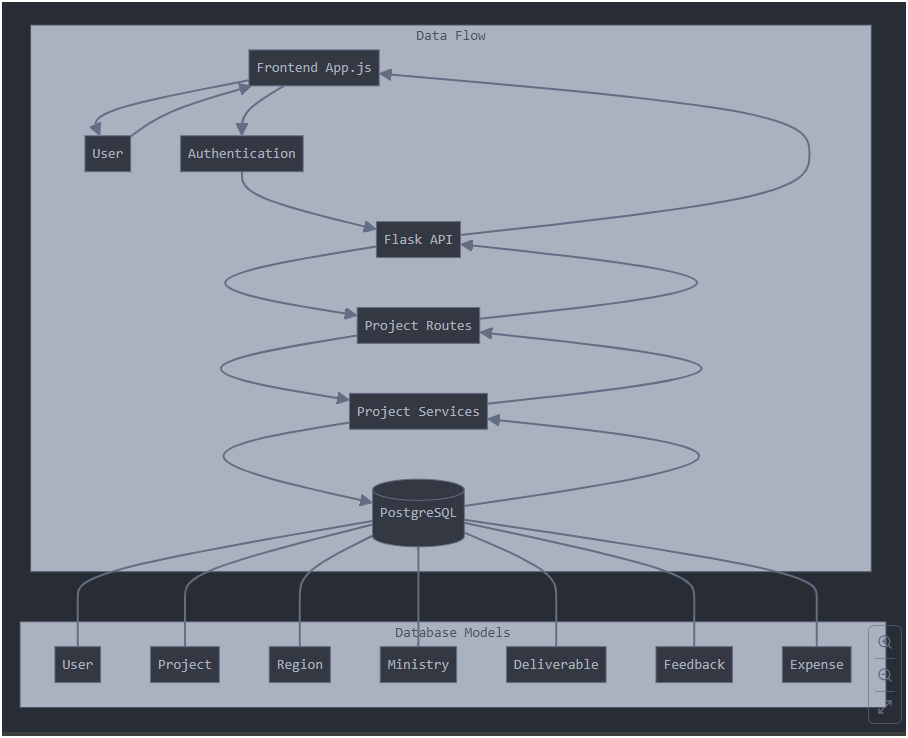 Data Flow
Frontend App.js
User
Authentication
Flask API
Project Routes
Project Services
PostgreSQL
Database Models
User
Project
Region
Ministry
Deliverable
Feedback
Expense